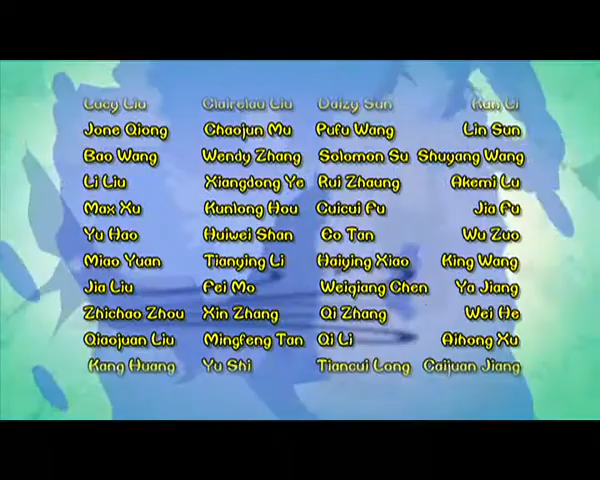 Lucy Liu Clairelau Liu Daizy Sun Ran Li
Jone Qiong Chaojun Mu Pufu Wang Lin Sun
Bao Wang Wendy Zhang Solomon Su Shuyang Wang
Li Liu Xiangdong Ye Rui Zhaung Akemi Lu
Max Xu Kunlong Hou Cuicui Fu Jia Fu
Yu Hao Huiwei Shan Bo Tan Wu Zuo
Miao Yuan Tianying Li Haiying Xiao King Wang
Jia Liu Fei Mo Weiqiang Chen Ya Jiang
Zhichao Zhou Xin Zhang Qi Zhang Wei He
Qiaojuan Liu Mingfeng Tan Qi Li Aihong Xu
Kang Huang Yu Shi Tiancui Long Caijuan Jiang